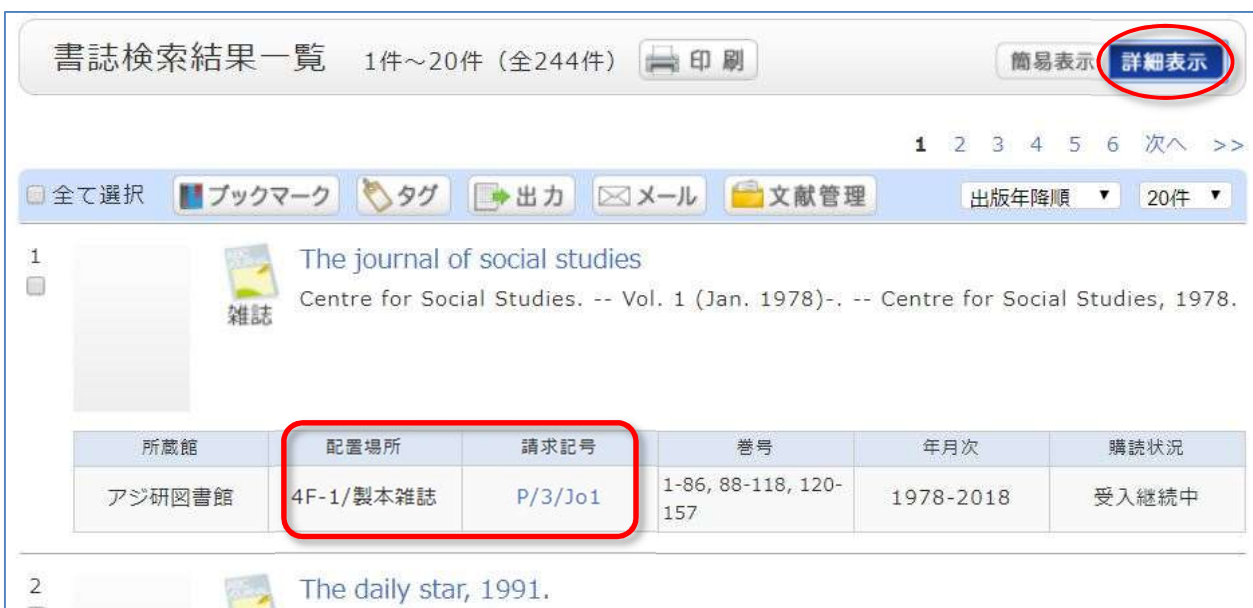 書誌検索結果一覧 1件～20件 (全244件) 印刷 簡易表示 詳細表示
1 2 3 4 5 6 次へ >>
全て選択 ブックマーク タグ 出力 メール 文献管理 出版年降順 ▼ 20件 ▼
1
The journal of social studies
Centre for Social Studies. -- Vol. 1 (Jan. 1978)-. -- Centre for Social Studies, 1978.
雑誌
所蔵館 配置場所 請求記号 巻号 年月次 購読状況
アジ研図書館 4F-1/製本雑誌 P/3/Jo1 1-86, 88-118, 120-157 1978-2018 受入継続中
2
The daily star, 1991.